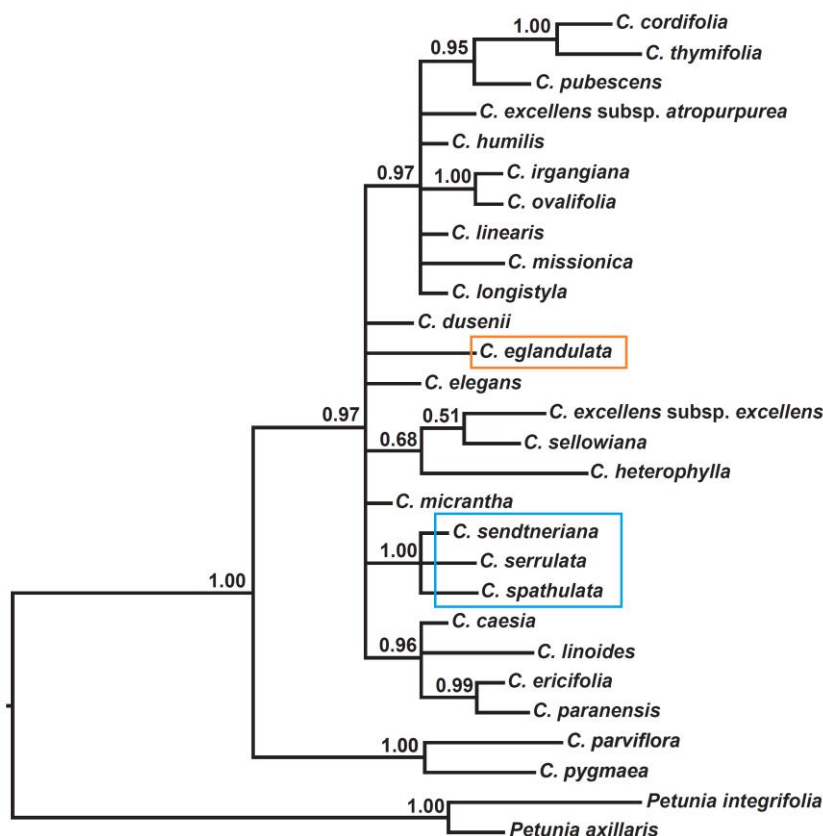 C. cordifolia
1.00
C. thymifolia
0.95
C. pubescens
C. excellens subsp. atropurpurea
C. humilis
0.97
1.00
C. irgangiana
C. ovalifolia
C. linearis
C. missionica
C. longistyla
C. dusenii
C. eglandulata
C. elegans
0.97
C. excellens subsp. excellens
0.51
C. sellowiana
0.68
C. heterophylla
C. micrantha
C. sendtneriana
1.00
C. serrulata
C. spathulata
1.00
C. caesia
0.96
C. linoides
C. ericifolia
0.99
C. paranensis
C. parviflora
1.00
C. pygmaea
Petunia integrifolia
1.00
Petunia axillaris